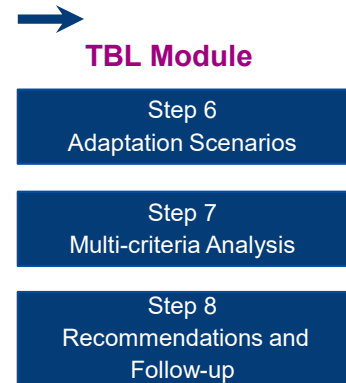 TBL Module
Step 6
Adaptation Scenarios
Step 7
Multi-criteria Analysis
Step 8
Recommendations and
Follow-up